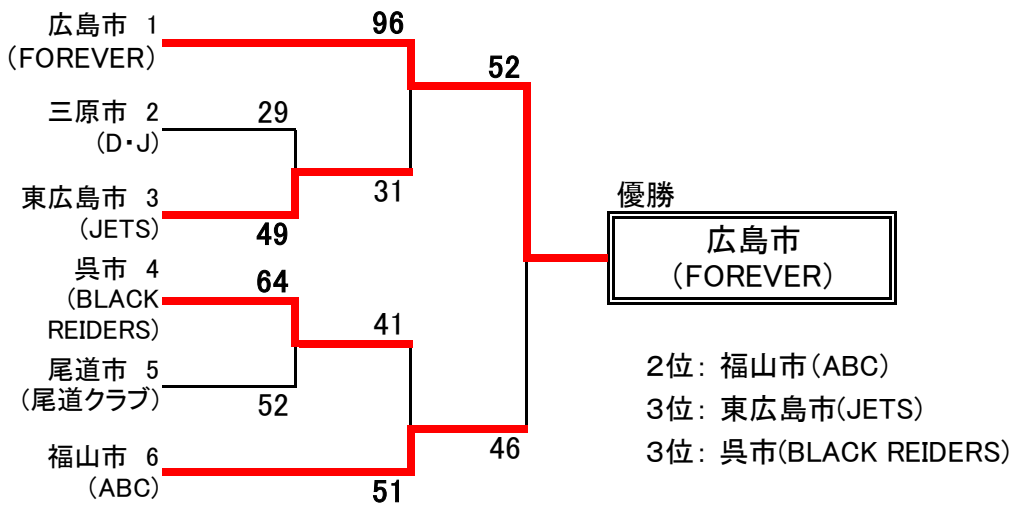 広島市 1
(FOREVER)
96
52
三原市 2
(D・J)
29
31
東広島市 3
(JETS)
49
優勝
広島市
(FOREVER)
呉市 4
(BLACK
REIDERS)
64
41
尾道市 5
(尾道クラブ)
52
46
福山市 6
(ABC)
51
2位: 福山市(ABC)
3位: 東広島市(JETS)
3位: 呉市(BLACK REIDERS)